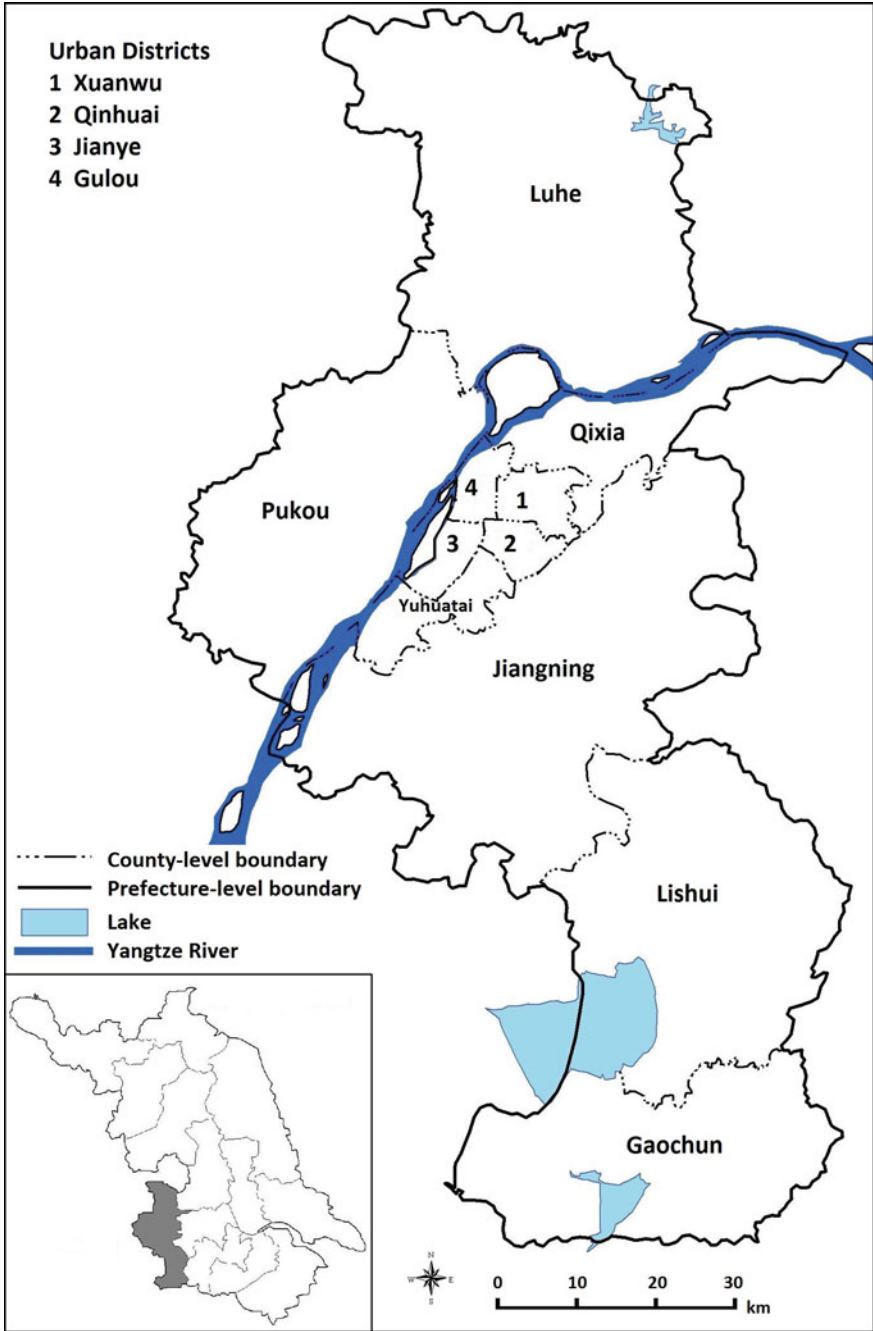 Urban Districts
1 Xuanwu
2 Qinhuai
3 Jianye
4 Gulou
Luhe
Qixia
4
1
Pukou
3
2
Yuhuatai
Jiangning
County-level boundary
Prefecture-level boundary
Lake
Yangtze River
Lishui
Gaochun
N
W E
S
0 10 20 30
km